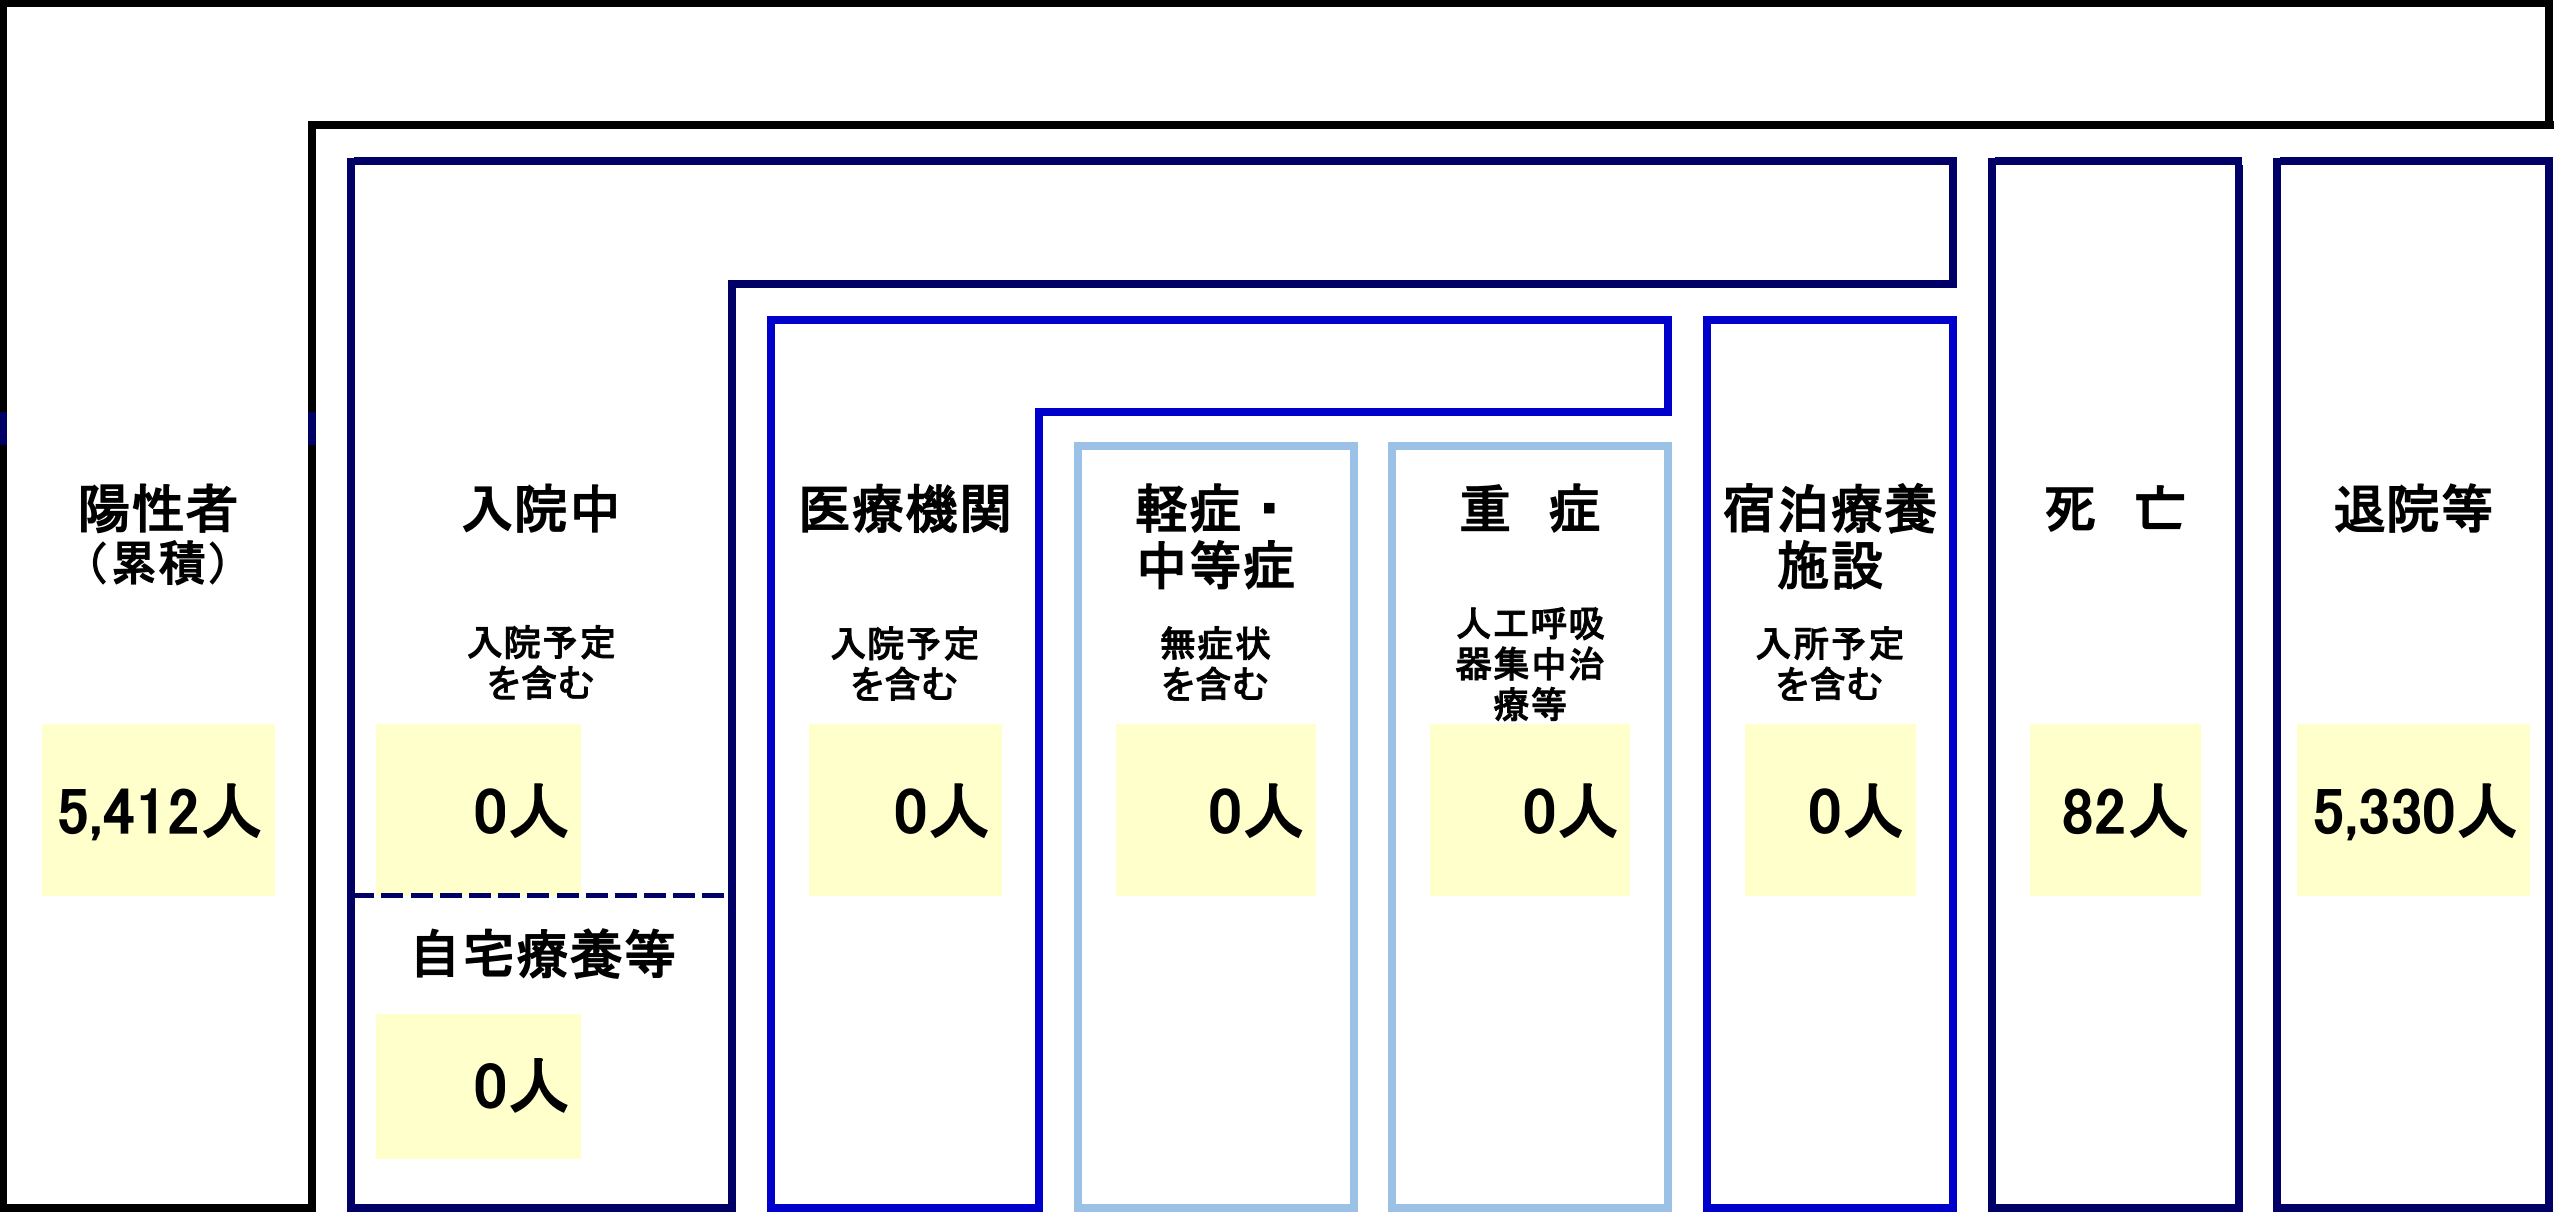 陽性者
（累積）
5,412人
入院中
入院予定
を含む
0人
自宅療養等
0人
医療機関
入院予定
を含む
0人
軽症・
中等症
無症状
を含む
0人
重　症
人工呼吸
器集中治
療等
0人
宿泊療養
施設
入所予定
を含む
0人
死　亡
82人
退院等
5,330人